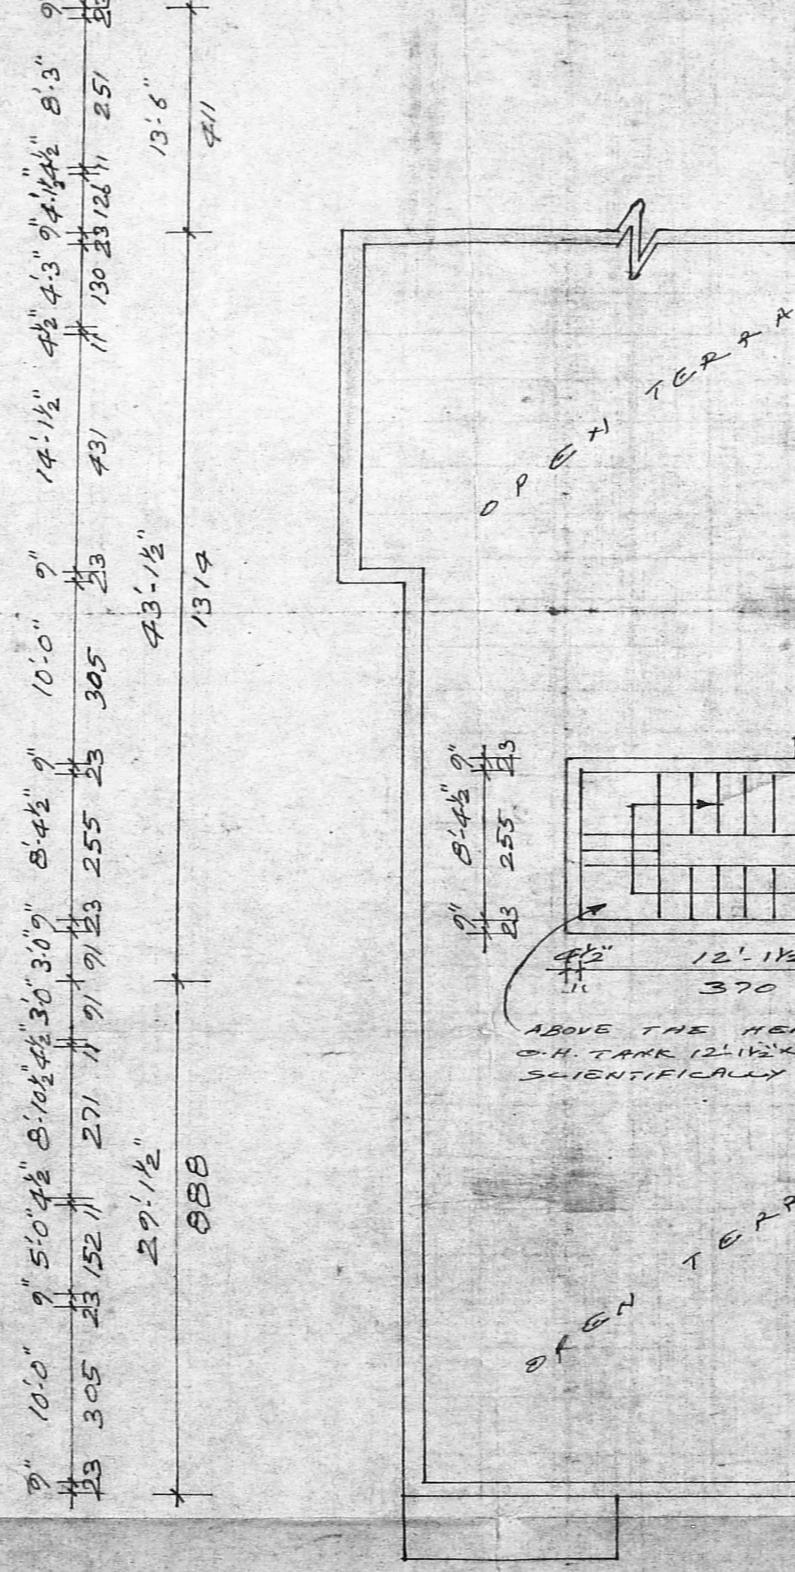 9" 8'-3" 4½" 4'-1½" 9" 4'-3" 4½" 14'-1½" 9" 10'-0" 9" 8'-4½" 9" 3'-0" 3'-0" 4½" 8'-10½" 4½" 5'-0" 9" 10'-0" 9"
23 251 11 126 23 130 11 431 23 305 23 255 23 91 91 11 271 11 152 23 305 23
13'-6" 43'-1½" 29'-1½"
411 1314 888
OPEN TERRA
9" 8'-4½" 9"
23 255 23
4½" 12'-1½
11 370
ABOVE THE HEA
O.H. TANK 12'-1½"x
SCIENTIFICALLY
OPEN TERR